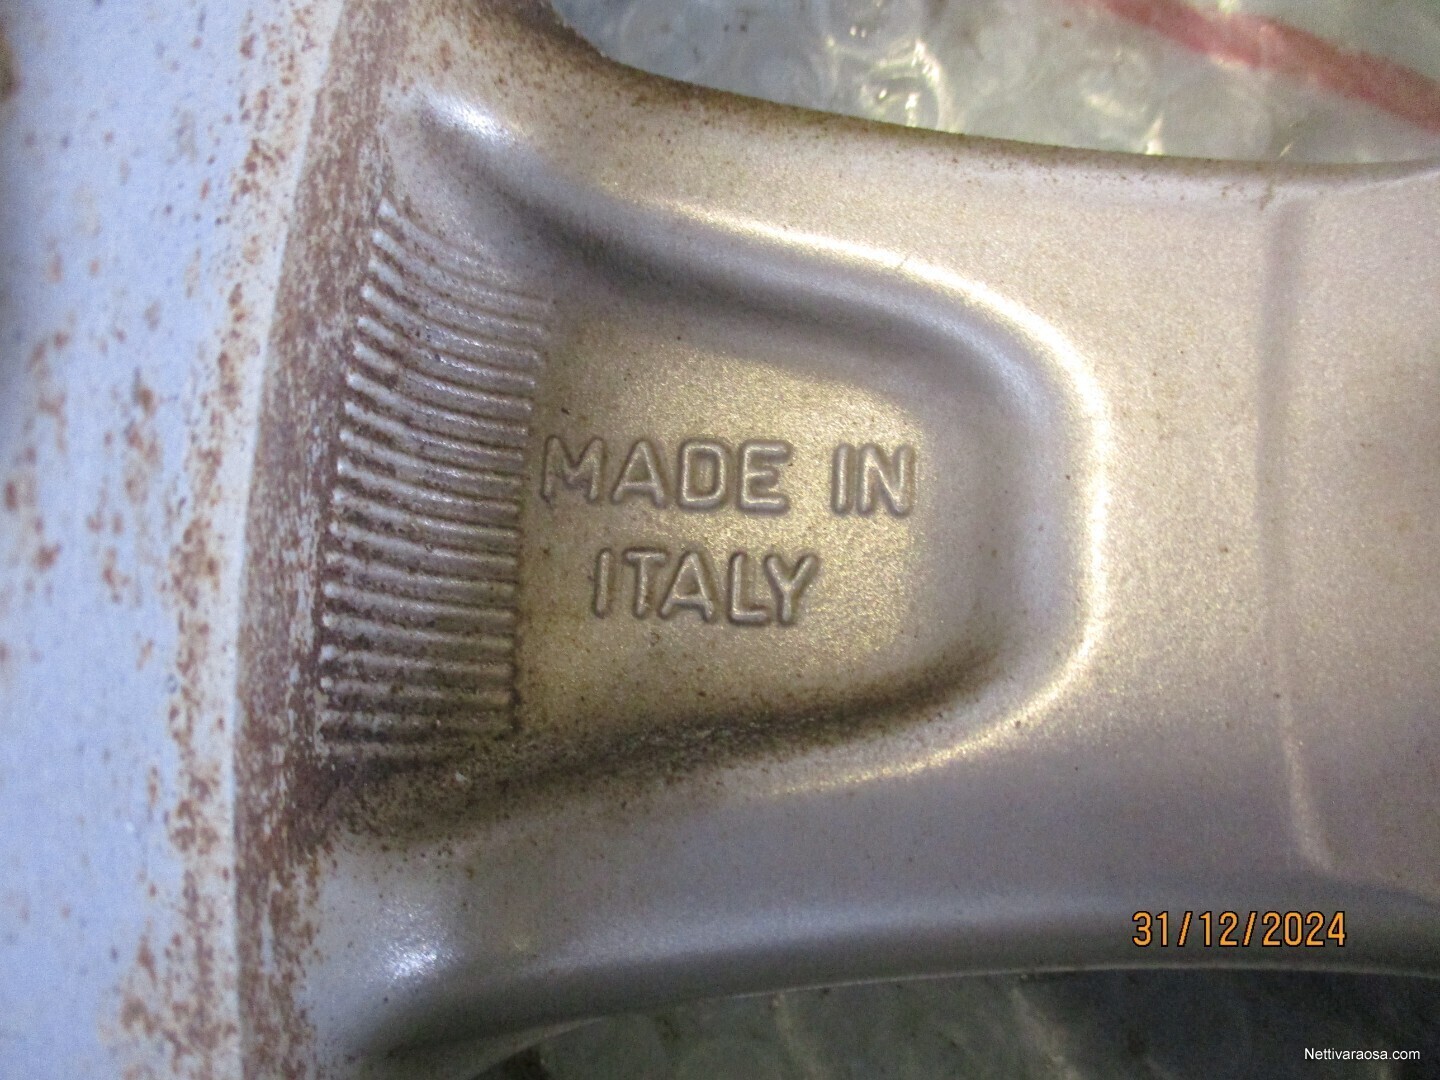 MADE IN
ITALY
31/12/2024
Nettivaraosa.com